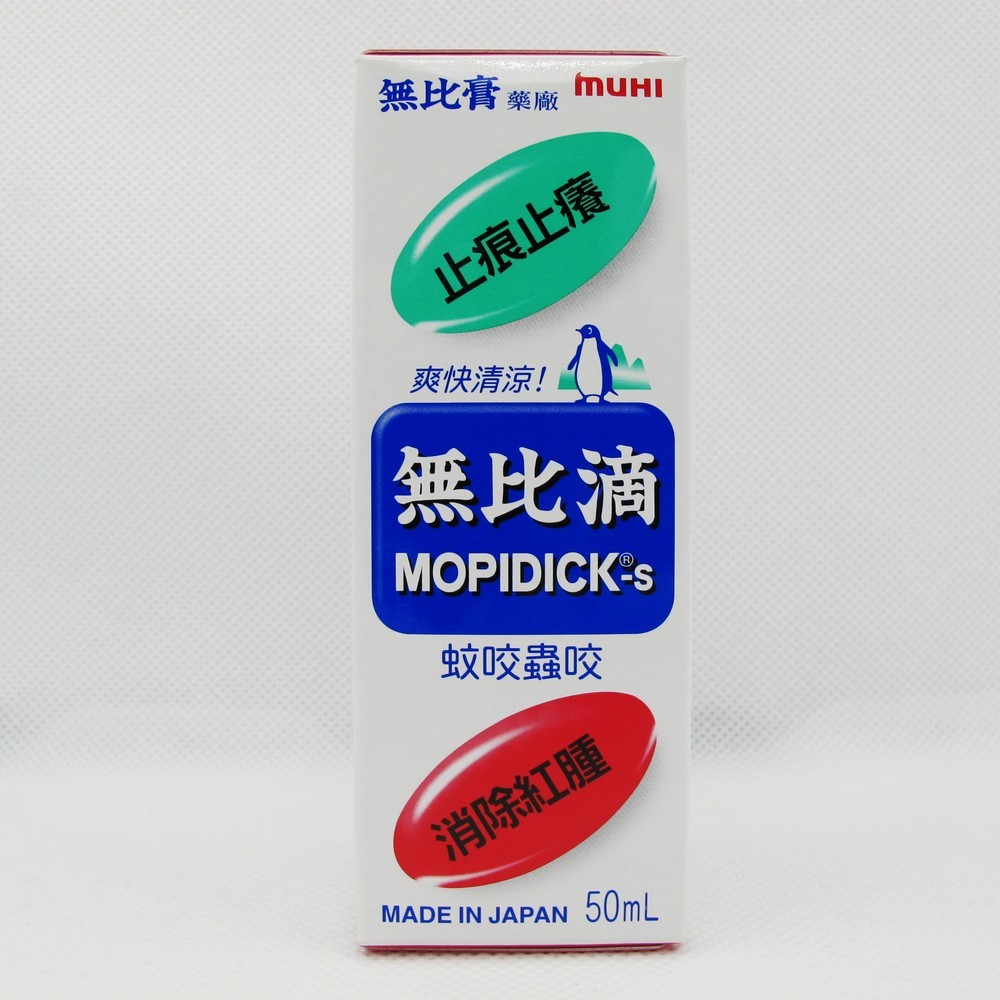 無比膏 藥廠 MUHI
止痕止癢
爽快清涼!
無比滴
MOPIDICK®-s
蚊咬蟲咬
消除紅腫
MADE IN JAPAN 50mL